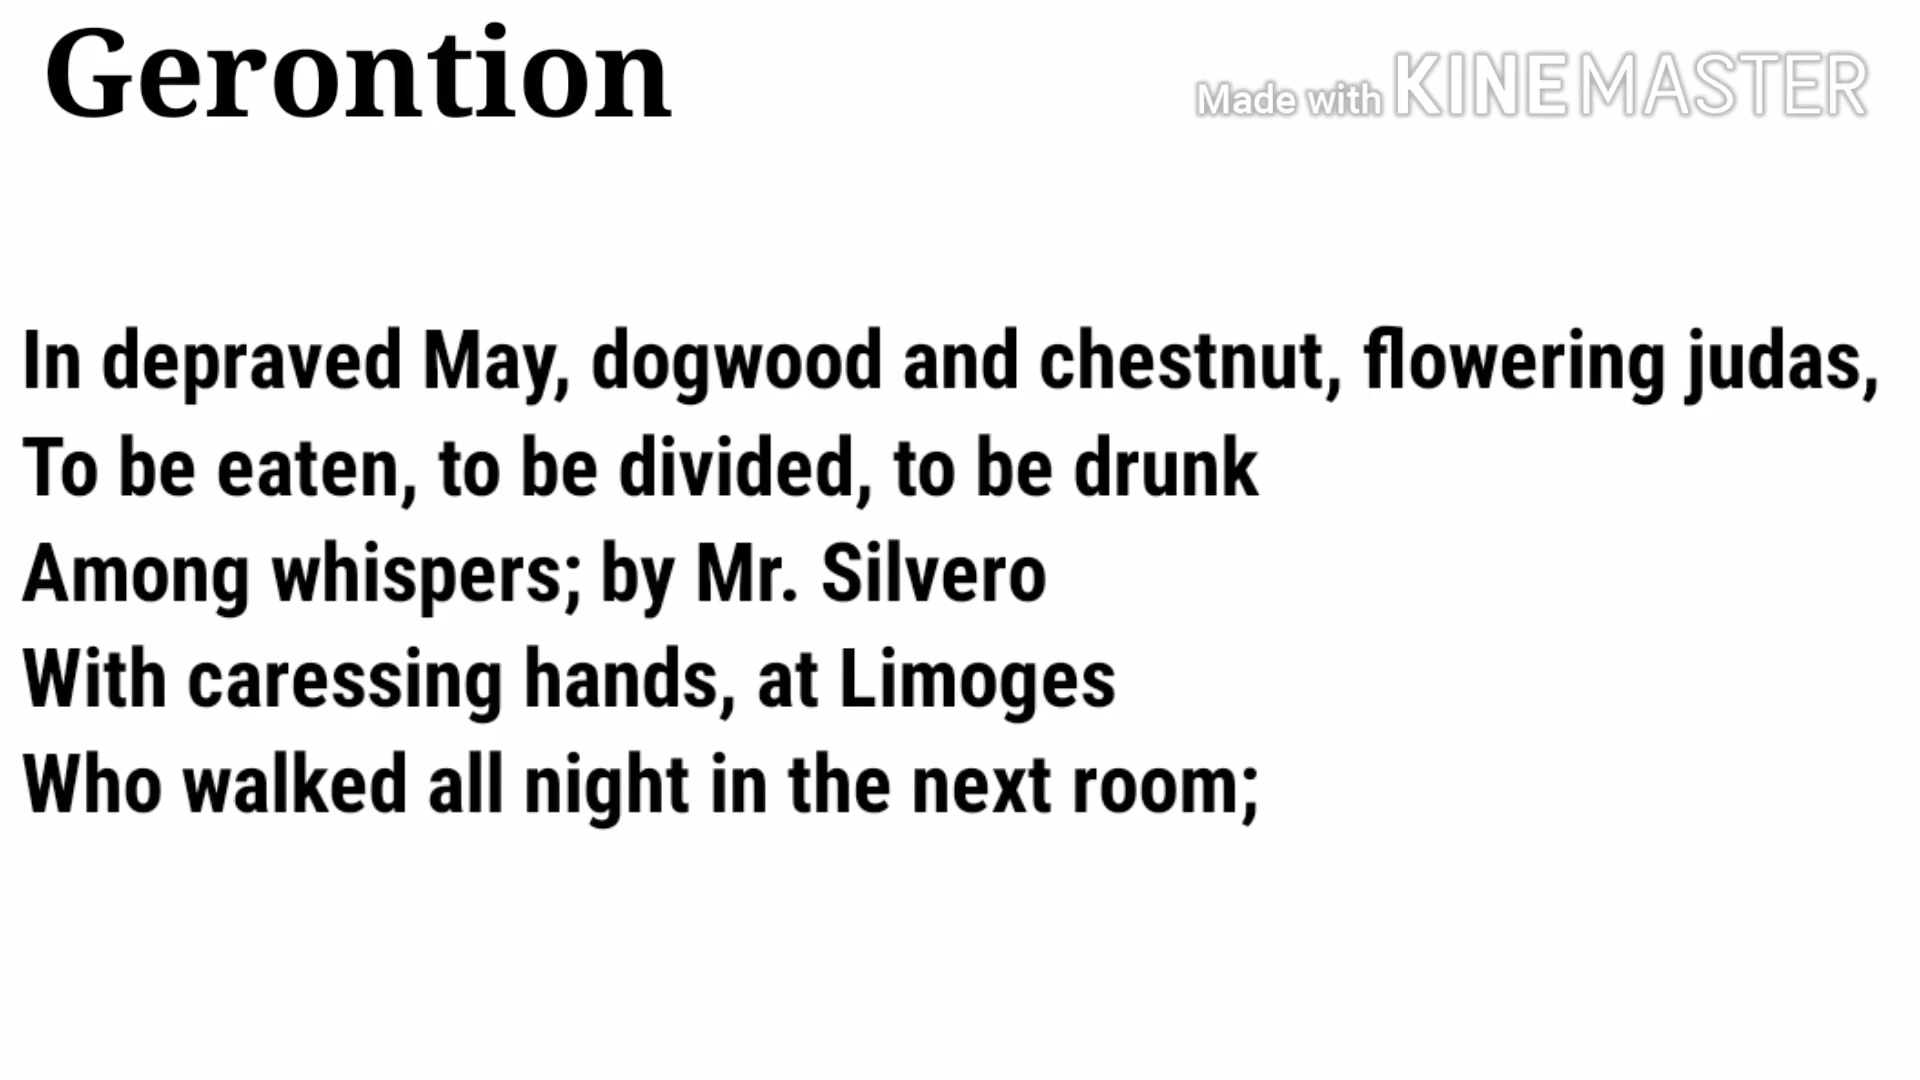 Gerontion
Made with KINEMASTER
In depraved May, dogwood and chestnut, flowering judas,
To be eaten, to be divided, to be drunk
Among whispers; by Mr. Silvero
With caressing hands, at Limoges
Who walked all night in the next room;